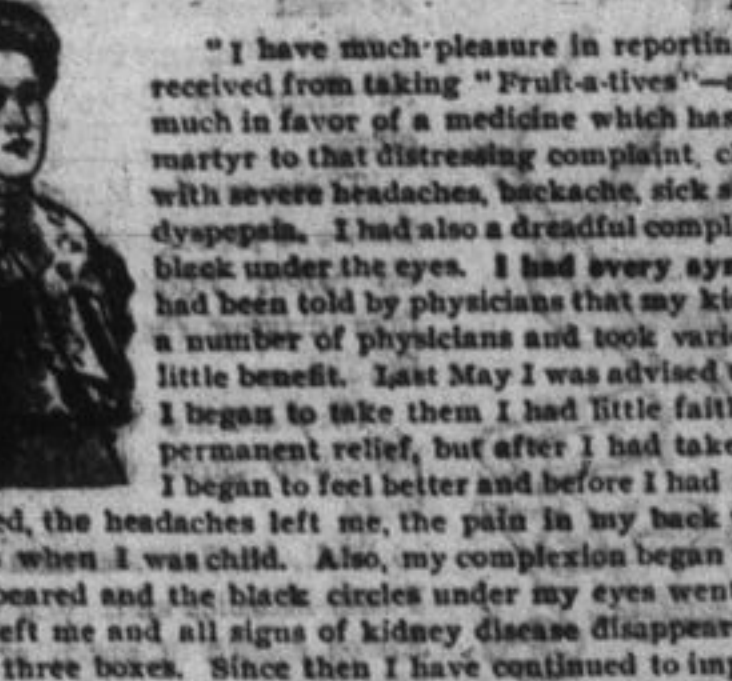 "I have much pleasure in reportin
received from taking "Fruit-a-tives"—
much in favor of a medicine which has
martyr to that distressing complaint, c
with severe headaches, backache, sick s
dyspepsia. I had also a dreadful compl
black under the eyes. I had every sy
had been told by physicians that my ki
a number of physicians and took vari
little benefit. Last May I was advised
I began to take them I had little fait
permanent relief, but after I had take
I began to feel better and before I had
ed, the headaches left me, the pain in my back
when I was child. Also, my complexion began
peared and the black circles under my eyes went
eft me and all signs of kidney disease disappear
three boxes. Since then I have continued to imp